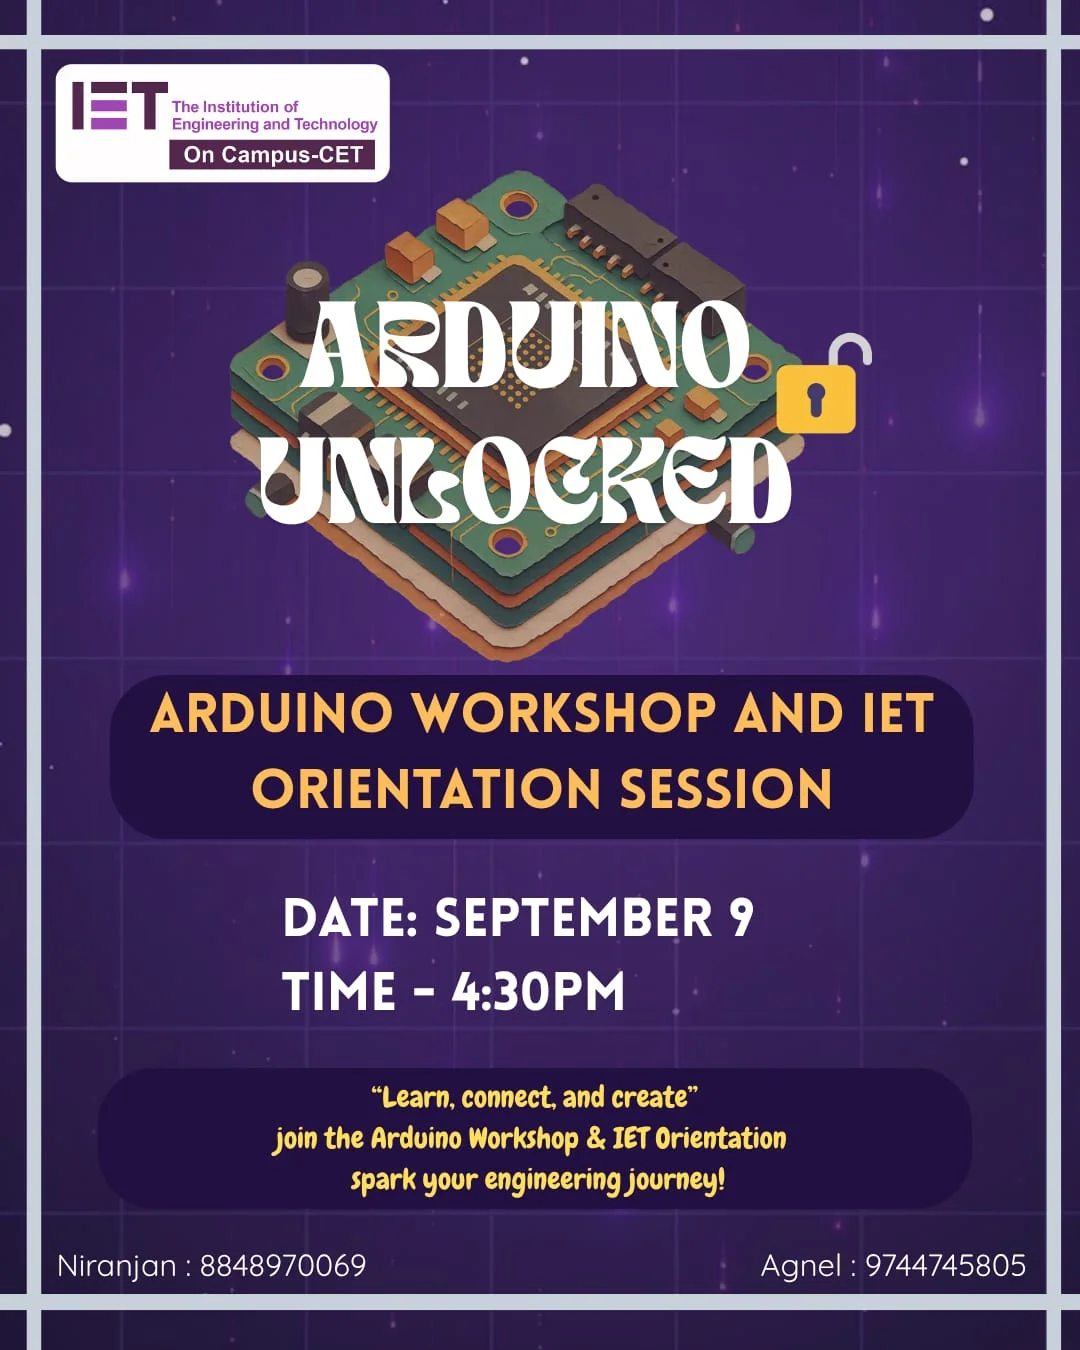 IET
The Institution of
Engineering and Technology
On Campus-CET
ARDUINO
UNLOCKED
ARDUINO WORKSHOP AND IET
ORIENTATION SESSION
DATE: SEPTEMBER 9
TIME - 4:30PM
“Learn, connect, and create”
join the Arduino Workshop & IET Orientation
spark your engineering journey!
Niranjan : 8848970069
Agnel : 9744745805